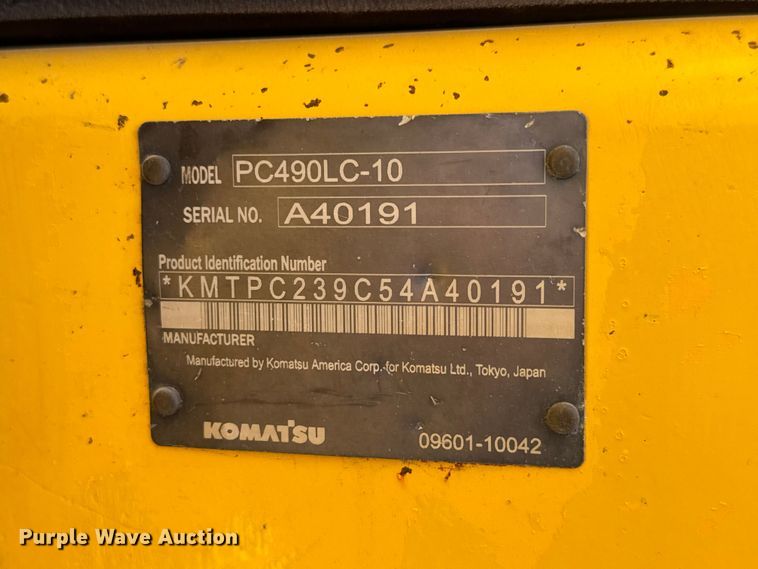 MODEL PC490LC-10
SERIAL NO. A40191
Product Identification Number
*KMTPC239C54A40191*
MANUFACTURER
Manufactured by Komatsu America Corp. for Komatsu Ltd., Tokyo, Japan
KOMATSU 09601-10042
Purple Wave Auction